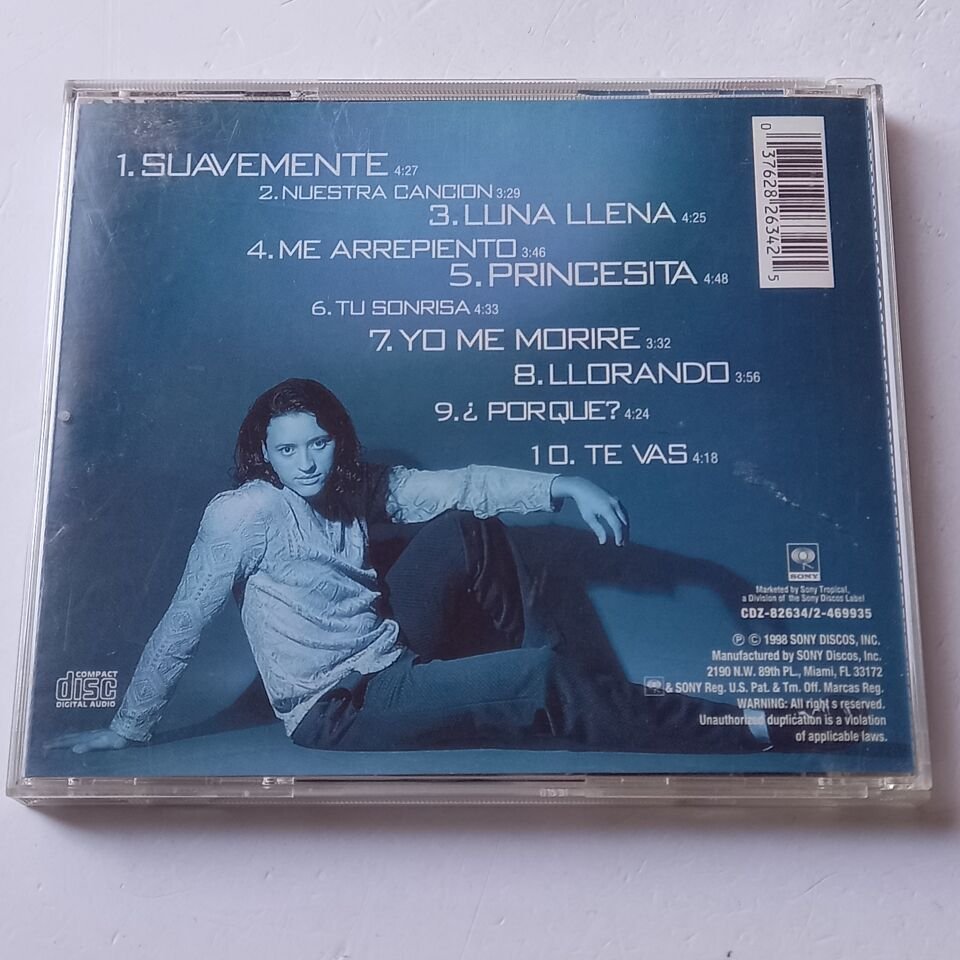 1. SUAVEMENTE 4:27
2. NUESTRA CANCION 3:29
3. LUNA LLENA 4:25
4. ME ARREPIENTO 3:46
5. PRINCESITA 4:48
6. TU SONRISA 4:33
7. YO ME MORIRE 3:32
8. LLORANDO 3:56
9. ¿ PORQUE? 4:24
10. TE VAS 4:18
0 37628-26342 5
SONY
Marketed by Sony Tropical,
a Division of the Sony Discos Label
CDZ-82634/2-469935
℗ © 1998 SONY DISCOS, INC.
Manufactured by SONY Discos, Inc.
2190 N.W. 89th PL., Miami, FL 33172
& SONY Reg. U.S. Pat. & Tm. Off. Marcas Reg.
WARNING: All right s reserved.
Unauthorized duplication is a violation
of applicable laws.
COMPACT
disc
DIGITAL AUDIO